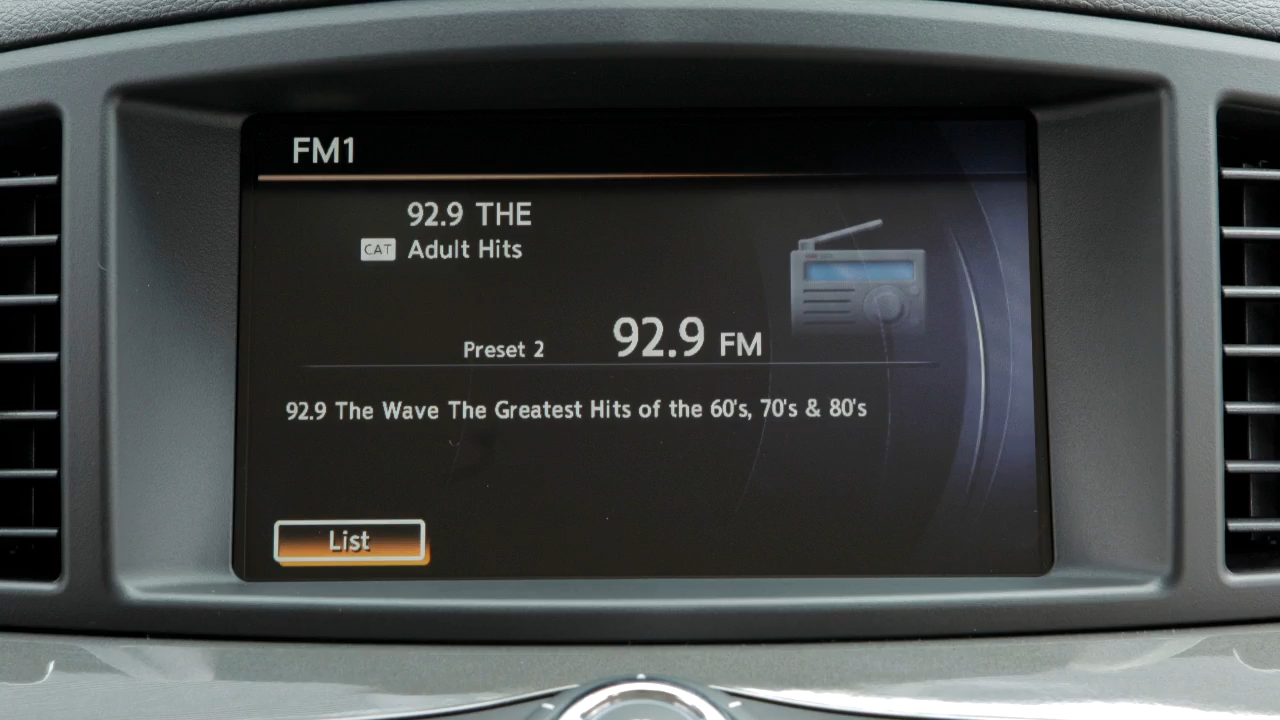 FM1
92.9 THE
CAT Adult Hits
Preset 2 92.9 FM
92.9 The Wave The Greatest Hits of the 60's, 70's & 80's
List